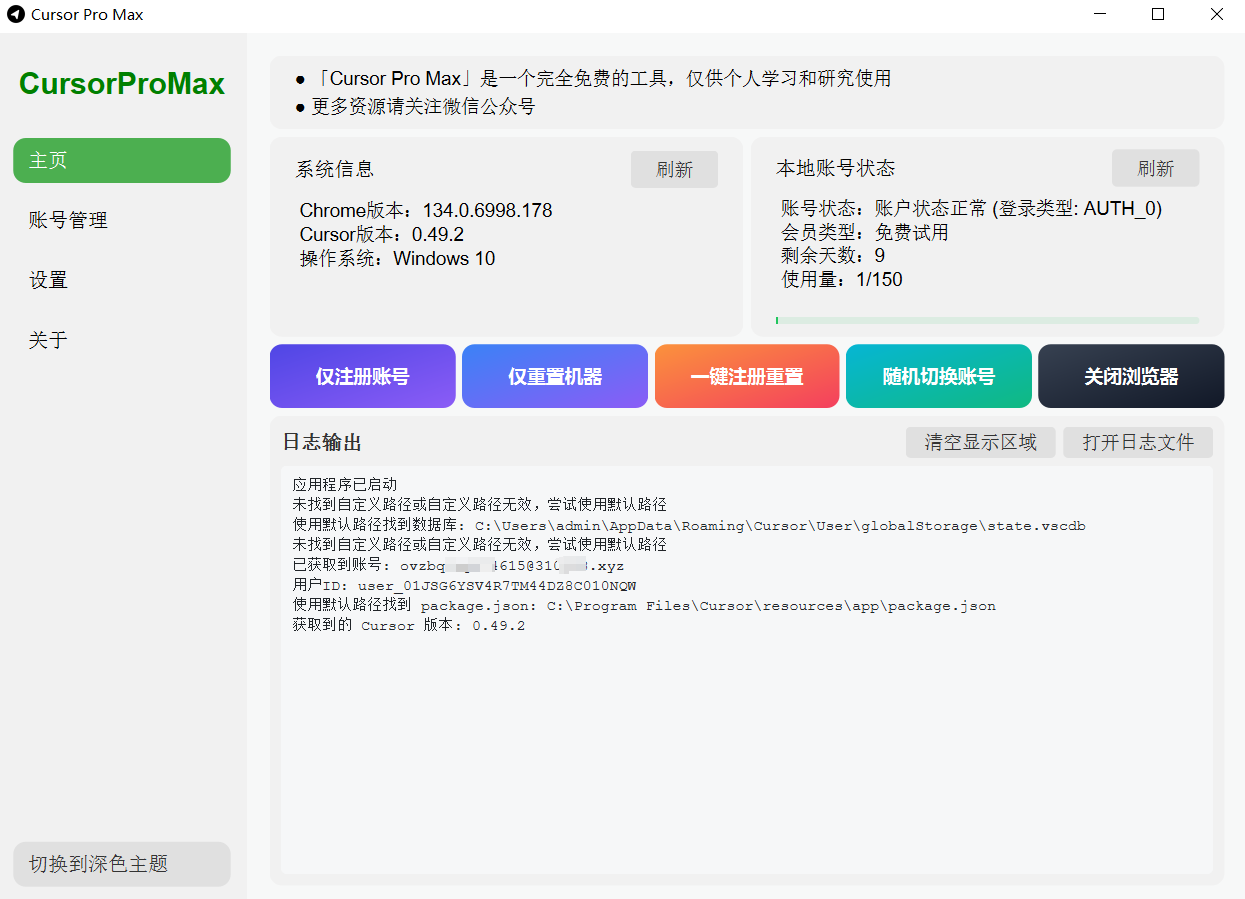 Cursor Pro Max
CursorProMax
主页
账号管理
设置
关于
切换到深色主题
● 「Cursor Pro Max」是一个完全免费的工具，仅供个人学习和研究使用
● 更多资源请关注微信公众号
系统信息
刷新
Chrome版本：134.0.6998.178
Cursor版本：0.49.2
操作系统：Windows 10
本地账号状态
刷新
账号状态：账户状态正常 (登录类型: AUTH_0)
会员类型：免费试用
剩余天数：9
使用量：1/150
仅注册账号
仅重置机器
一键注册重置
随机切换账号
关闭浏览器
日志输出
清空显示区域
打开日志文件
应用程序已启动
未找到自定义路径或自定义路径无效，尝试使用默认路径
使用默认路径找到数据库: C:\Users\admin\AppData\Roaming\Cursor\User\globalStorage\state.vscdb
未找到自定义路径或自定义路径无效，尝试使用默认路径
已获取到账号: ovzbq 4615@310 .xyz
用户ID: user_01JSG6YSV4R7TM44DZ8C010NQW
使用默认路径找到 package.json: C:\Program Files\Cursor\resources\app\package.json
获取到的 Cursor 版本: 0.49.2